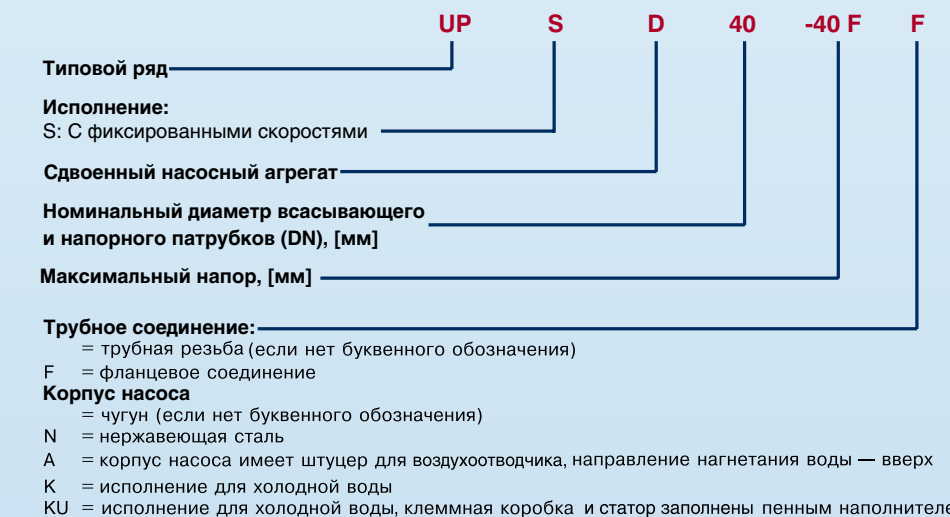 UP S D 40 -40 F F
Типовой ряд
Исполнение:
S: С фиксированными скоростями
Сдвоенный насосный агрегат
Номинальный диаметр всасывающего
и напорного патрубков (DN), [мм]
Максимальный напор, [мм]
Трубное соединение:
= трубная резьба (если нет буквенного обозначения)
F = фланцевое соединение
Корпус насоса
= чугун (если нет буквенного обозначения)
N = нержавеющая сталь
A = корпус насоса имеет штуцер для воздухоотводчика, направление нагнетания воды — вверх
K = исполнение для холодной воды
KU = исполнение для холодной воды, клеммная коробка и статор заполнены пенным